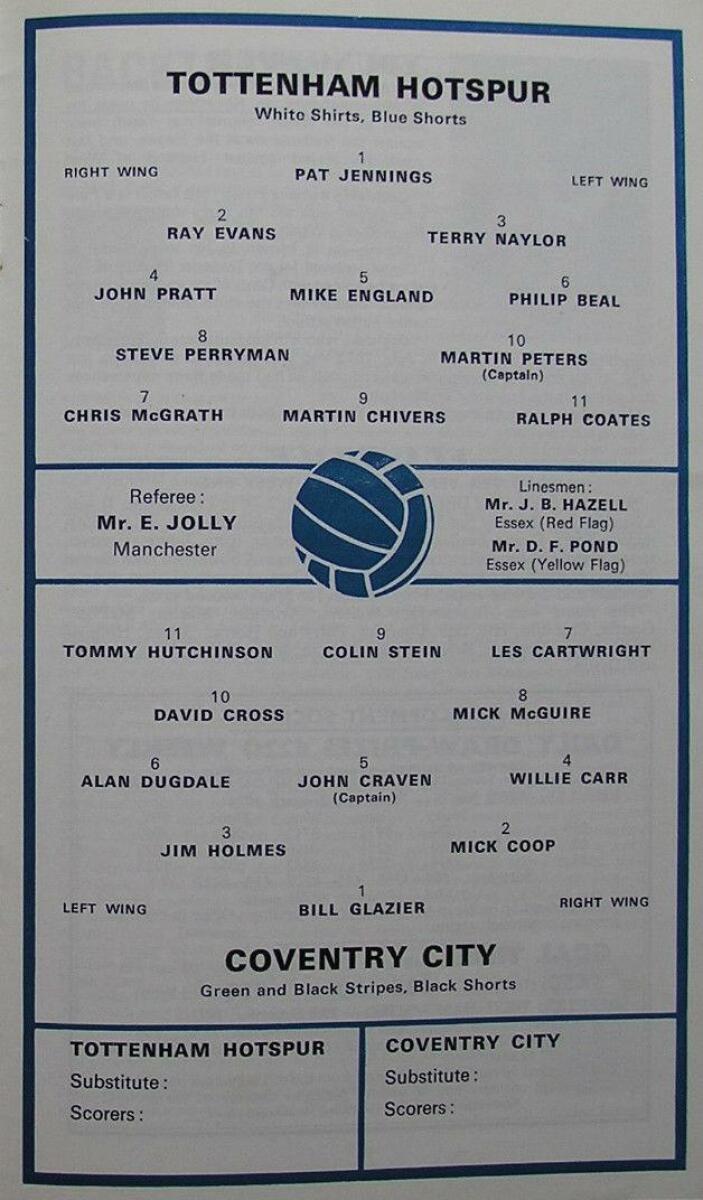 TOTTENHAM HOTSPUR
White Shirts, Blue Shorts
RIGHT WING
1
PAT JENNINGS
LEFT WING
2
RAY EVANS
3
TERRY NAYLOR
4
JOHN PRATT
5
MIKE ENGLAND
6
PHILIP BEAL
8
STEVE PERRYMAN
10
MARTIN PETERS
(Captain)
7
CHRIS McGRATH
9
MARTIN CHIVERS
11
RALPH COATES
Referee:
Mr. E. JOLLY
Manchester
Linesmen:
Mr. J. B. HAZELL
Essex (Red Flag)
Mr. D. F. POND
Essex (Yellow Flag)
11
TOMMY HUTCHINSON
9
COLIN STEIN
7
LES CARTWRIGHT
10
DAVID CROSS
8
MICK McGUIRE
6
ALAN DUGDALE
5
JOHN CRAVEN
(Captain)
4
WILLIE CARR
3
JIM HOLMES
2
MICK COOP
LEFT WING
1
BILL GLAZIER
RIGHT WING
COVENTRY CITY
Green and Black Stripes, Black Shorts
TOTTENHAM HOTSPUR
Substitute:
Scorers:
COVENTRY CITY
Substitute:
Scorers: